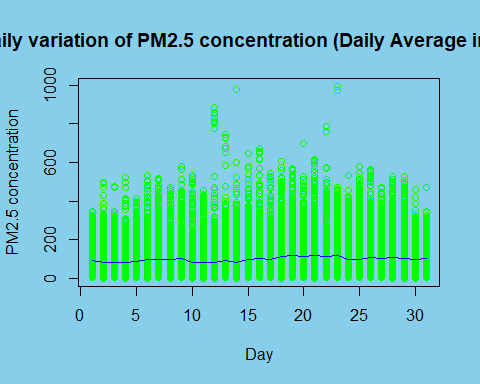 ily variation of PM2.5 concentration (Daily Average in
PM2.5 concentration
1000
600
200
0
0 5 10 15 20 25 30
Day